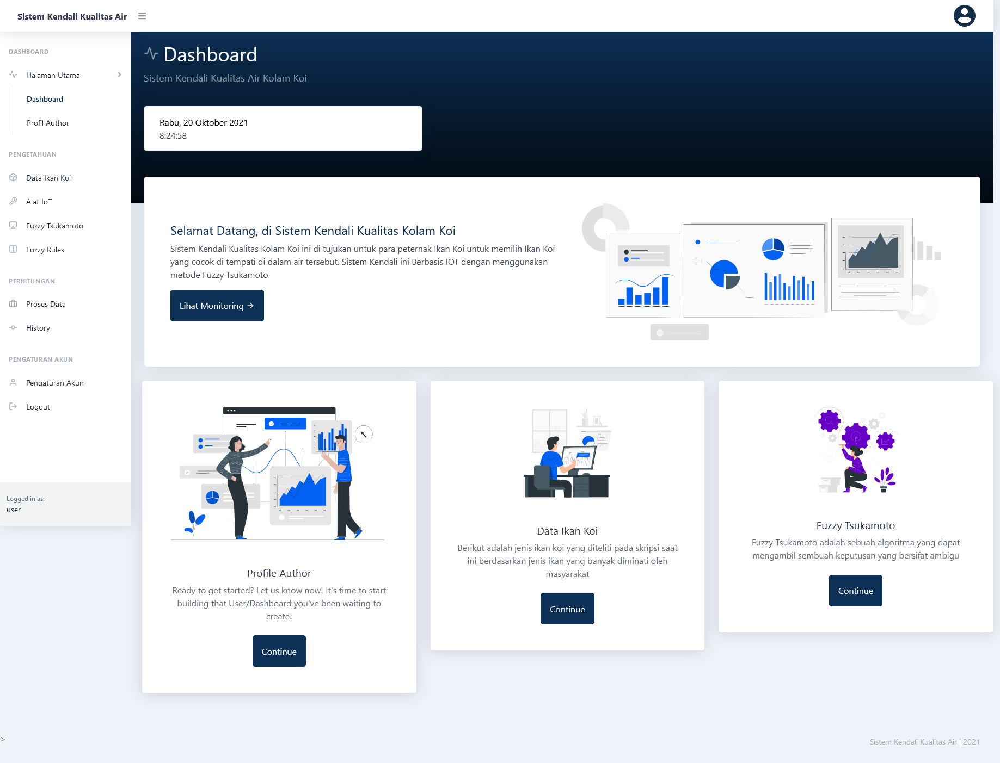 Sistem Kendali Kualitas Air
DASHBOARD
Halaman Utama
Dashboard
Profil Author
PENGETAHUAN
Data Ikan Koi
Alat IoT
Fuzzy Tsukamoto
Fuzzy Rules
PERHITUNGAN
Proses Data
History
PENGATURAN AKUN
Pengaturan Akun
Logout
Logged in as:
user
Dashboard
Sistem Kendali Kualitas Air Kolam Koi
Rabu, 20 Oktober 2021
8:24:58
Selamat Datang, di Sistem Kendali Kualitas Kolam Koi
Sistem Kendali Kualitas Kolam Koi ini di tujukan untuk para peternak Ikan Koi untuk memilih Ikan Koi
yang cocok di tempati di dalam air tersebut. Sistem Kendali ini Berbasis IOT dengan menggunakan
metode Fuzzy Tsukamoto
Lihat Monitoring →
Profile Author
Ready to get started? Let us know now! It's time to start
building that User/Dashboard you've been waiting to
create!
Continue
Data Ikan Koi
Berikut adalah jenis ikan koi yang diteliti pada skripsi saat
ini berdasarkan jenis ikan yang banyak diminati oleh
masyarakat
Continue
Fuzzy Tsukamoto
Fuzzy Tsukamoto adalah sebuah algoritma yang dapat
mengambil sembuah keputusan yang bersifat ambigu
Continue
>
Sistem Kendali Kualitas Air | 2021